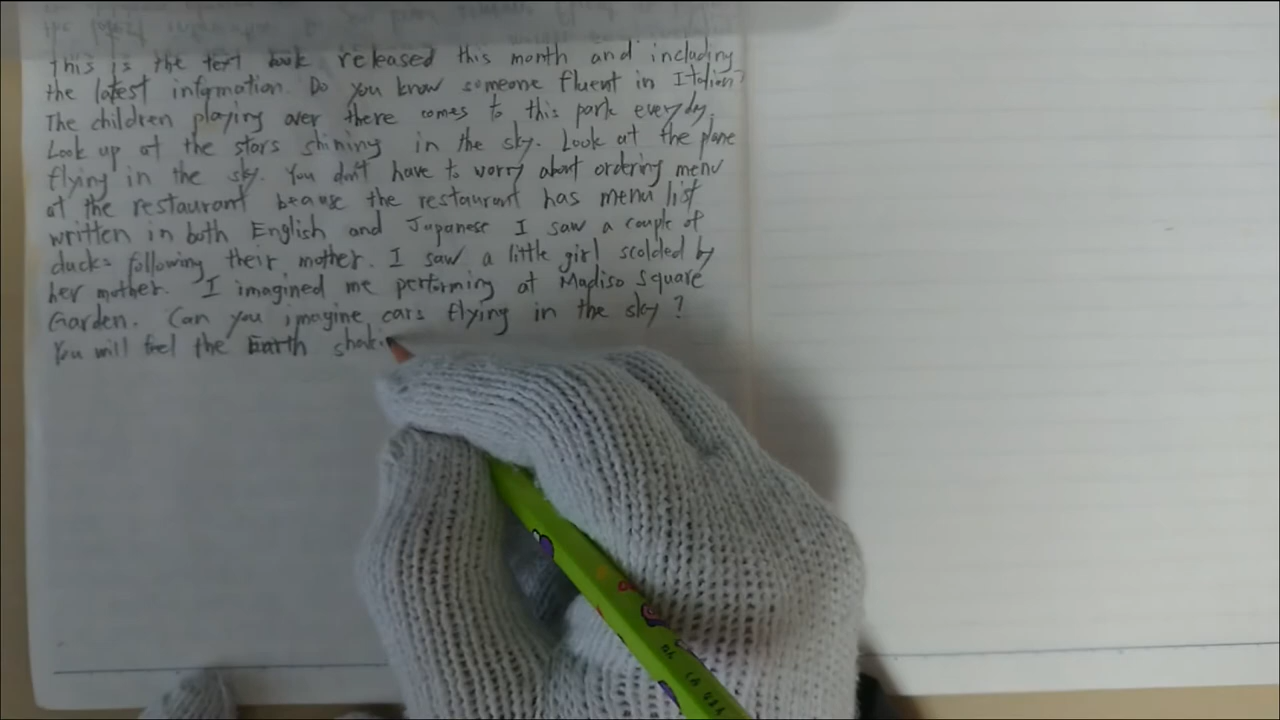 the latest
This is the text book released this month and including
the latest infomation. Do you know someone fluent in Italian?
The children playing over there comes to this park everyday.
Look up at the stars shining in the sky. Look at the plane
flying in the sky. You don't have to worry about ordering menu
at the restaurant beause the restaurant has menu list
written in both English and Japanese I saw a couple of
ducks following their mother. I saw a little girl scolded by
her mother. I imagined me performing at Madiso Square
Garden. Can you imagine cars flying in the sky?
You will feel the Earth shaki